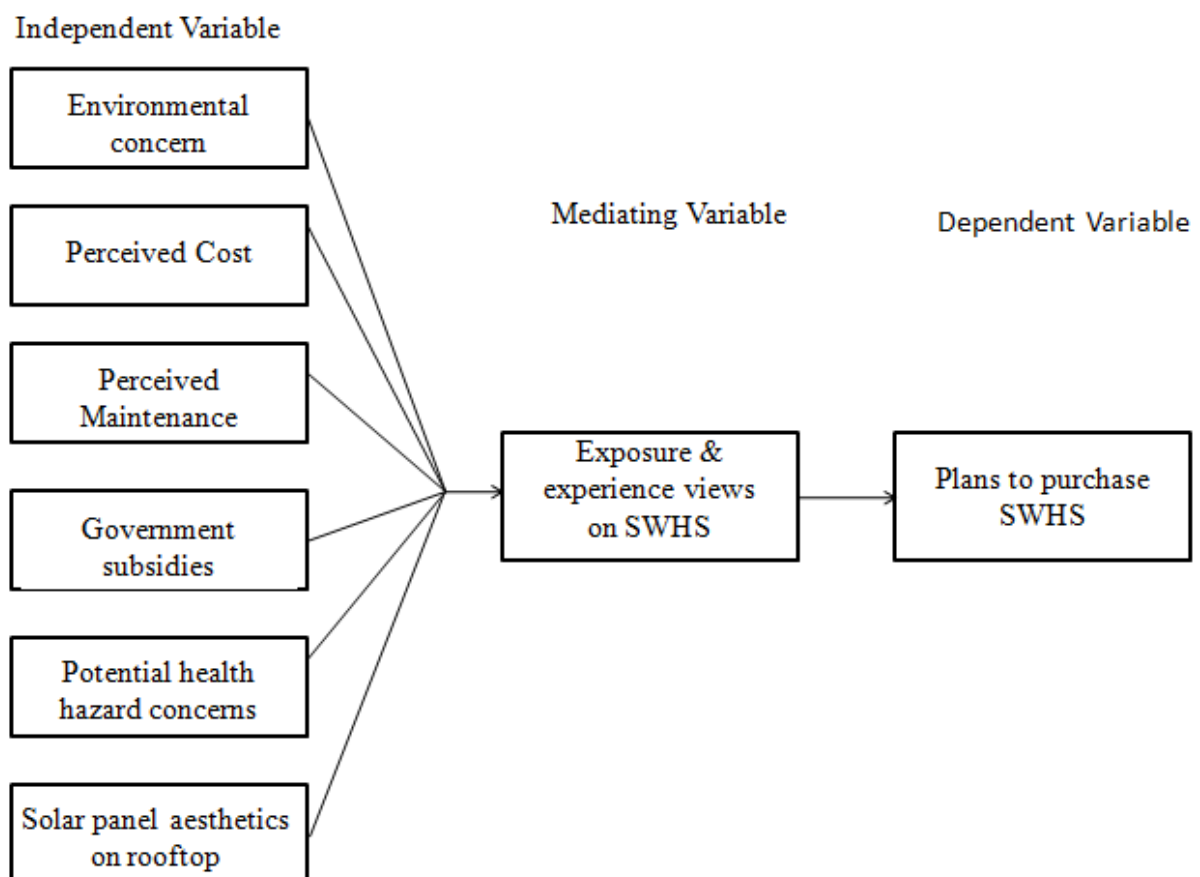 Independent Variable
Environmental
concern
Perceived Cost
Perceived
Maintenance
Government
subsidies
Potential health
hazard concerns
Solar panel aesthetics
on rooftop
Mediating Variable
Exposure &
experience views
on SWHS
Dependent Variable
Plans to purchase
SWHS